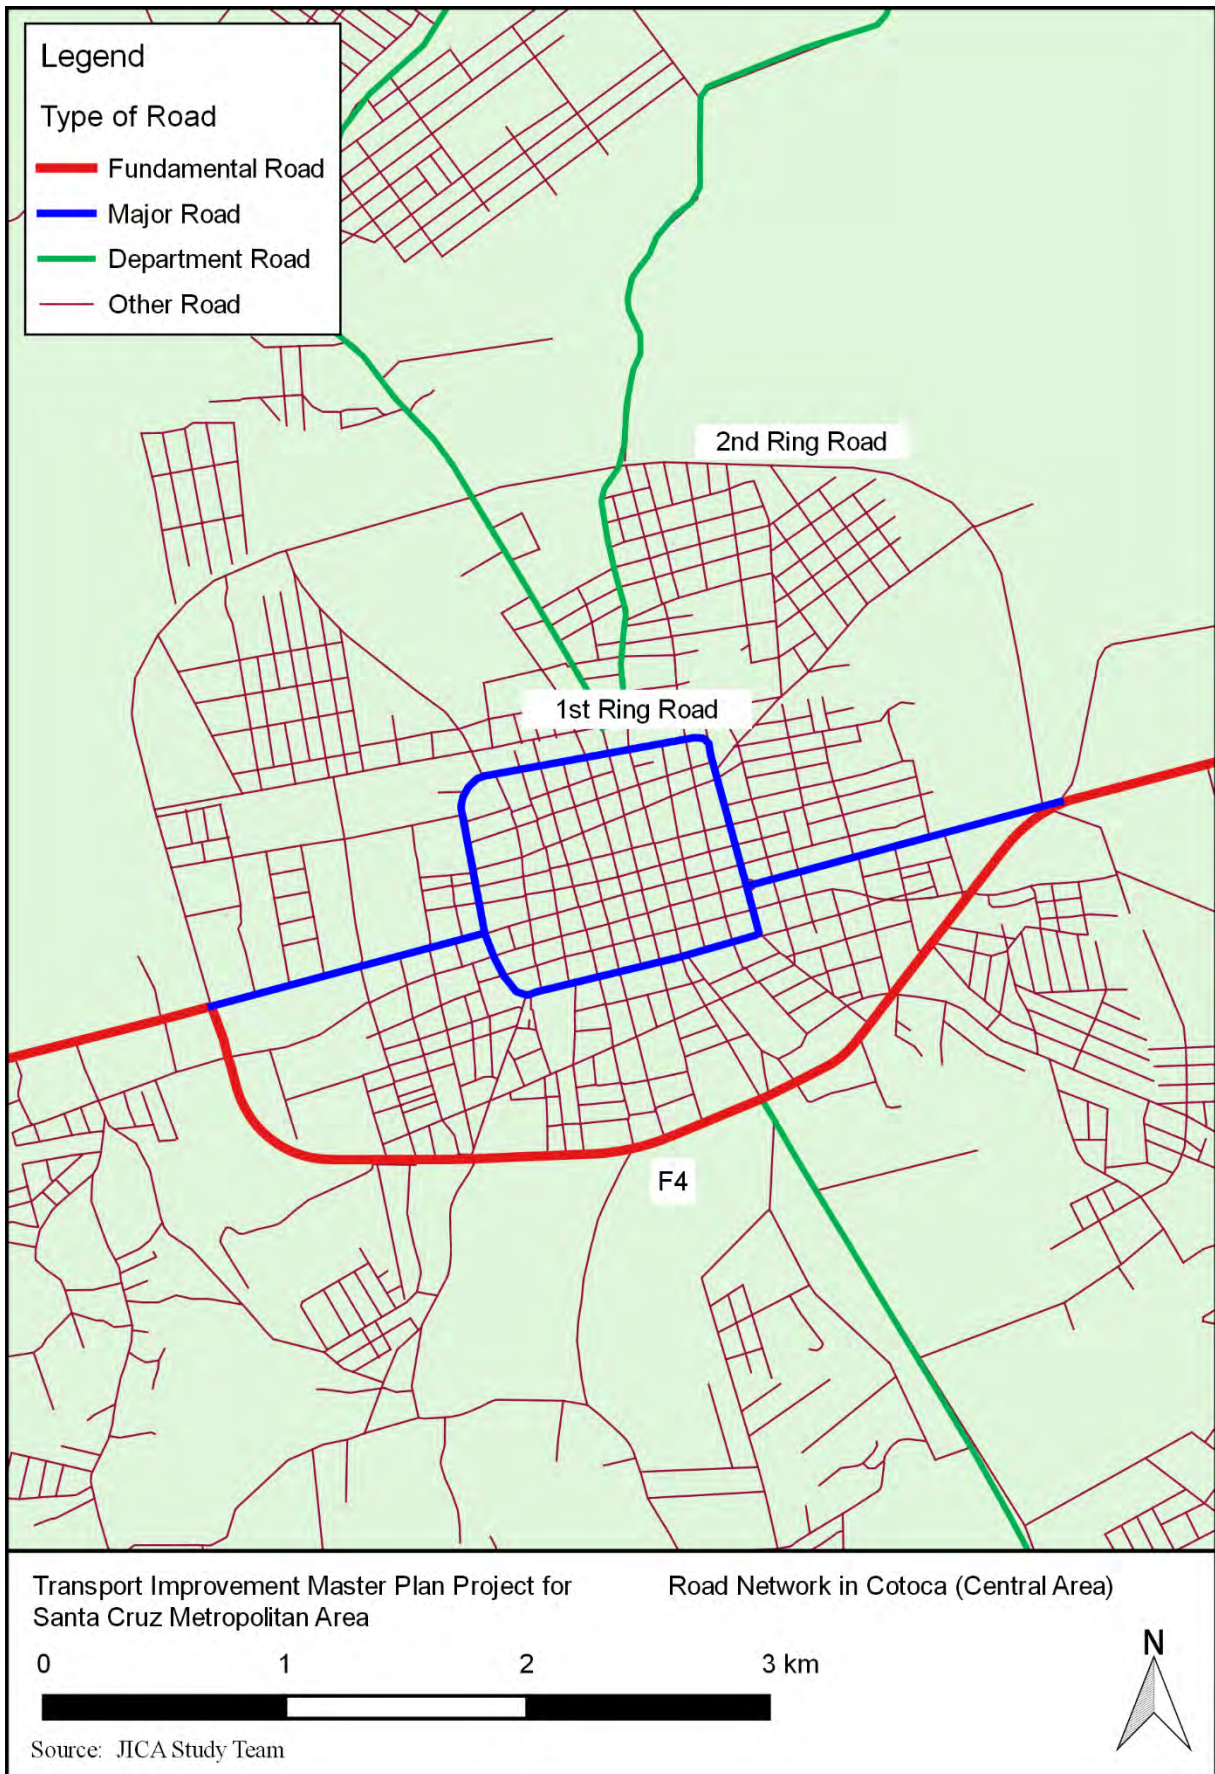 Legend
Type of Road
Fundamental Road
Major Road
Department Road
Other Road
2nd Ring Road
1st Ring Road
F4
Transport Improvement Master Plan Project for
Santa Cruz Metropolitan Area
Road Network in Cotoca (Central Area)
0 1 2 3 km
N
Source: JICA Study Team